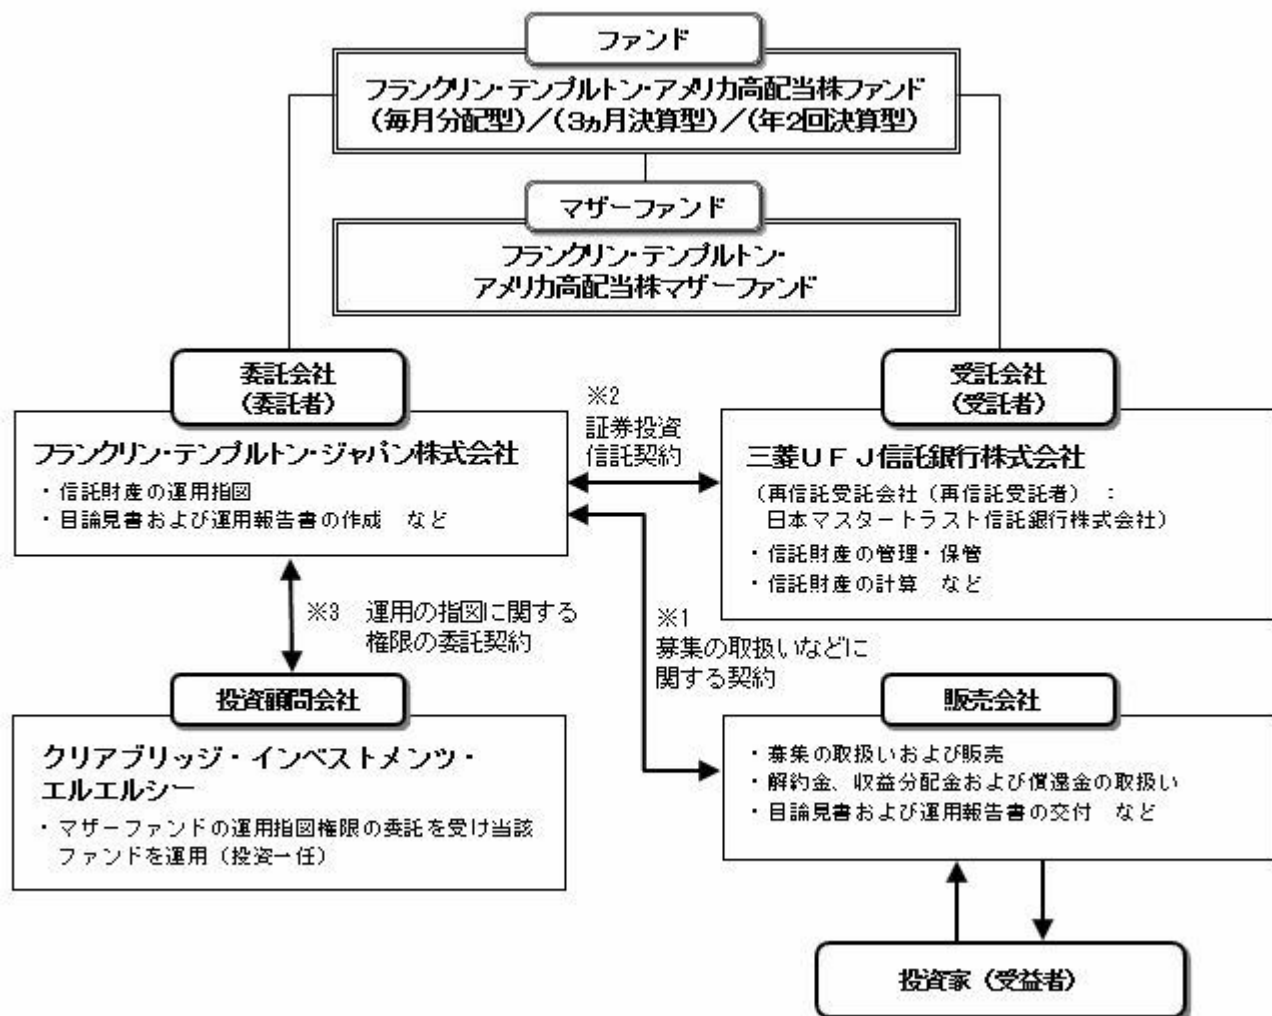 ファンド
フランクリン・テンプルトン・アメリカ高配当株ファンド
(毎月分配型)/(3ヵ月決算型)/(年2回決算型)
マザーファンド
フランクリン・テンプルトン・
アメリカ高配当株マザーファンド
委託会社
(委託者)
フランクリン・テンプルトン・ジャパン株式会社
・信託財産の運用指図
・目論見書および運用報告書の作成 など
※2
証券投資
信託契約
受託会社
(受託者)
三菱UFJ信託銀行株式会社
(再信託受託会社(再信託受託者) :
日本マスタートラスト信託銀行株式会社)
・信託財産の管理・保管
・信託財産の計算 など
※3 運用の指図に関する
権限の委託契約
※1
募集の取扱いなどに
関する契約
投資顧問会社
クリアブリッジ・インベストメンツ・
エルエルシー
・マザーファンドの運用指図権限の委託を受け当該
ファンドを運用(投資一任)
販売会社
・募集の取扱いおよび販売
・解約金、収益分配金および償還金の取扱い
・目論見書および運用報告書の交付 など
投資家(受益者)